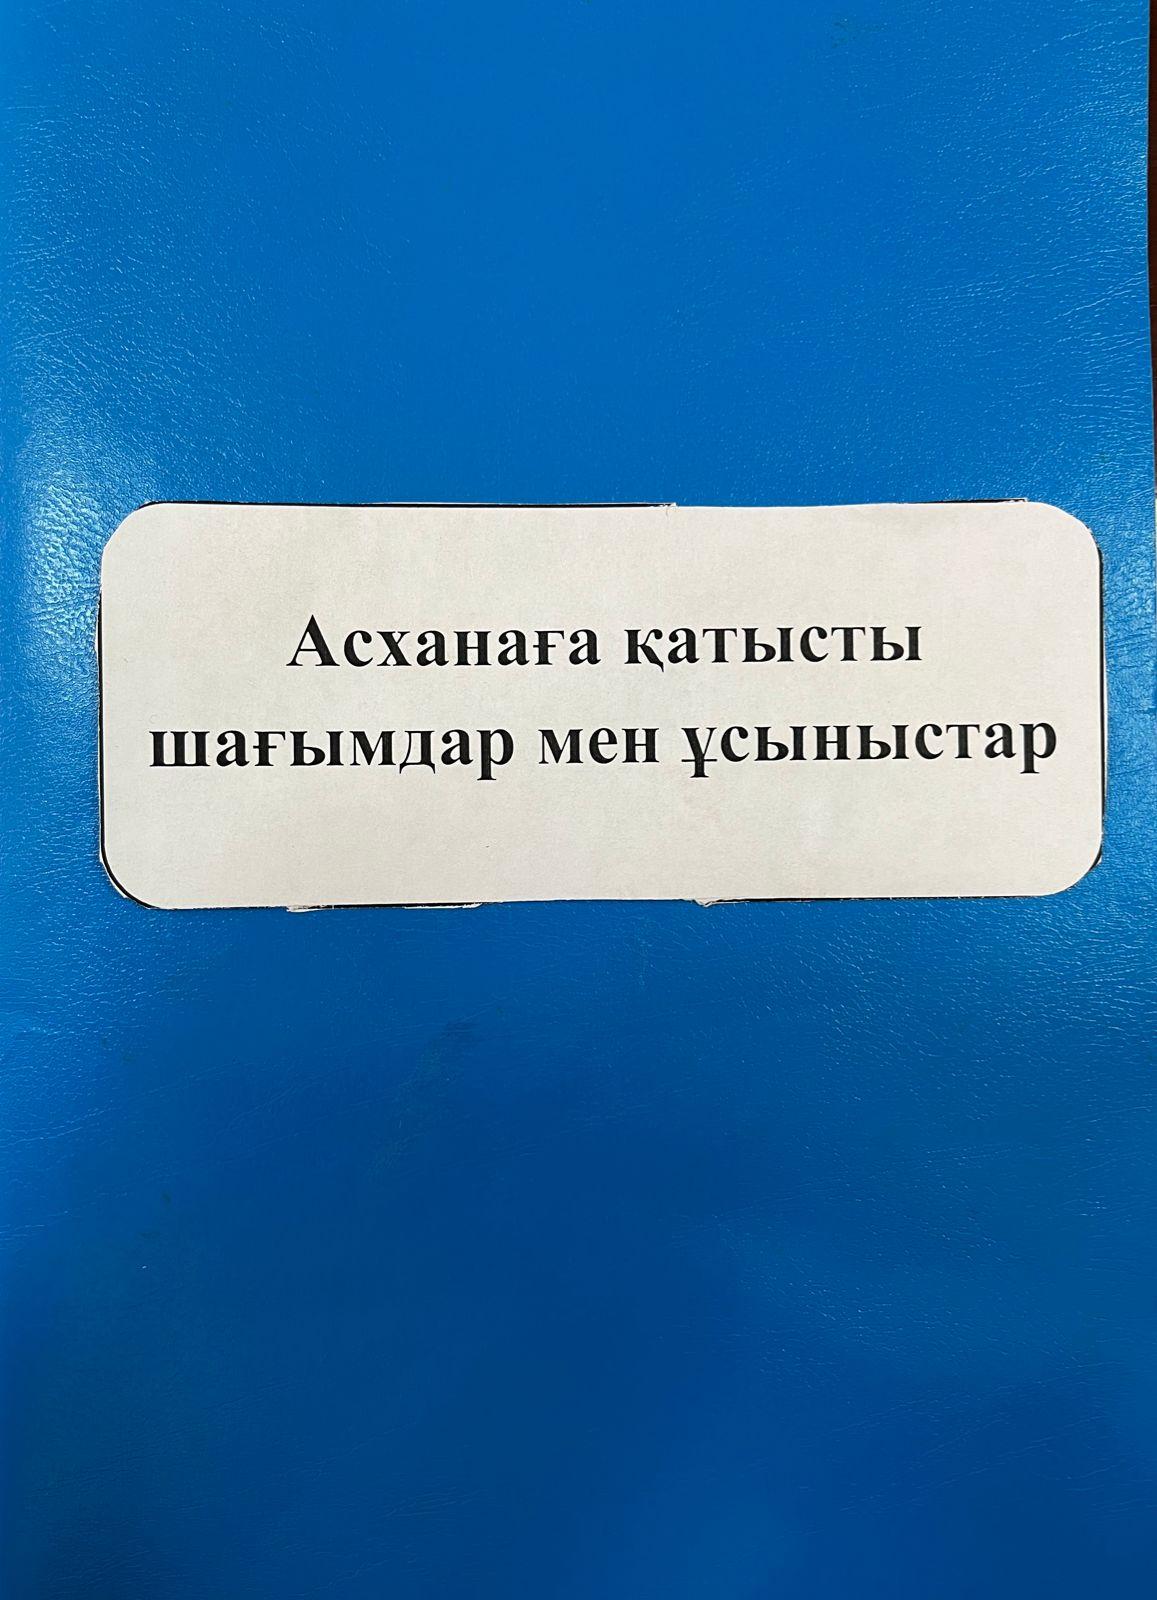 Асханаға қатысты
шағымдар мен ұсыныстар